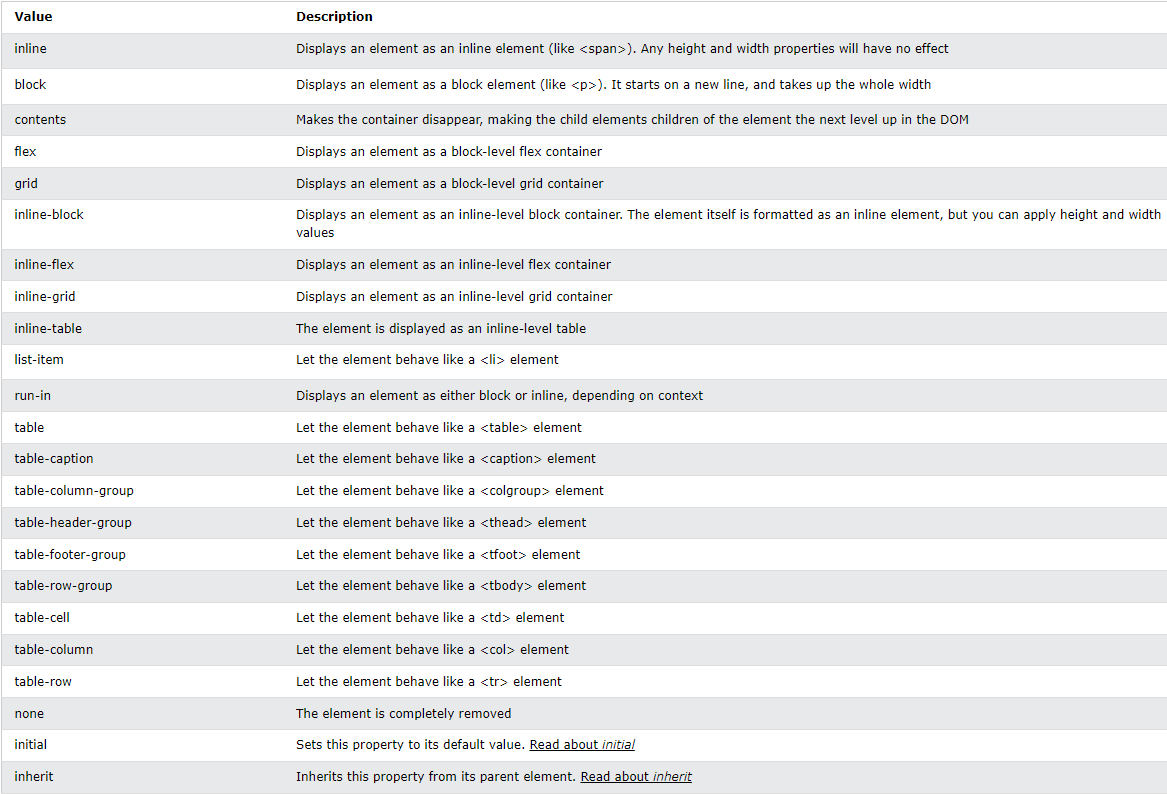 Value Description
inline Displays an element as an inline element (like <span>). Any height and width properties will have no effect
block Displays an element as a block element (like <p>). It starts on a new line, and takes up the whole width
contents Makes the container disappear, making the child elements children of the element the next level up in the DOM
flex Displays an element as a block-level flex container
grid Displays an element as a block-level grid container
inline-block Displays an element as an inline-level block container. The element itself is formatted as an inline element, but you can apply height and width
values
inline-flex Displays an element as an inline-level flex container
inline-grid Displays an element as an inline-level grid container
inline-table The element is displayed as an inline-level table
list-item Let the element behave like a <li> element
run-in Displays an element as either block or inline, depending on context
table Let the element behave like a <table> element
table-caption Let the element behave like a <caption> element
table-column-group Let the element behave like a <colgroup> element
table-header-group Let the element behave like a <thead> element
table-footer-group Let the element behave like a <tfoot> element
table-row-group Let the element behave like a <tbody> element
table-cell Let the element behave like a <td> element
table-column Let the element behave like a <col> element
table-row Let the element behave like a <tr> element
none The element is completely removed
initial Sets this property to its default value. Read about initial
inherit Inherits this property from its parent element. Read about inherit